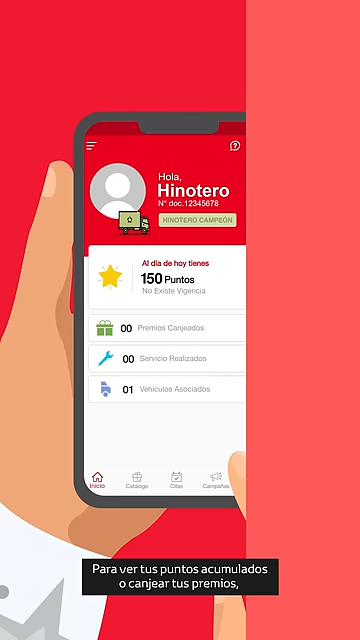 Hola,
Hinotero
N° doc.12345678
HINOTERO CAMPEÓN
Al día de hoy tienes
150 Puntos
No Existe Vigencia
00 Premios Canjeados
00 Servicio Realizados
01 Vehículos Asociados
Inicio
Catálogo
Citas
Campañas
Para ver tus puntos acumulados
o canjear tus premios,